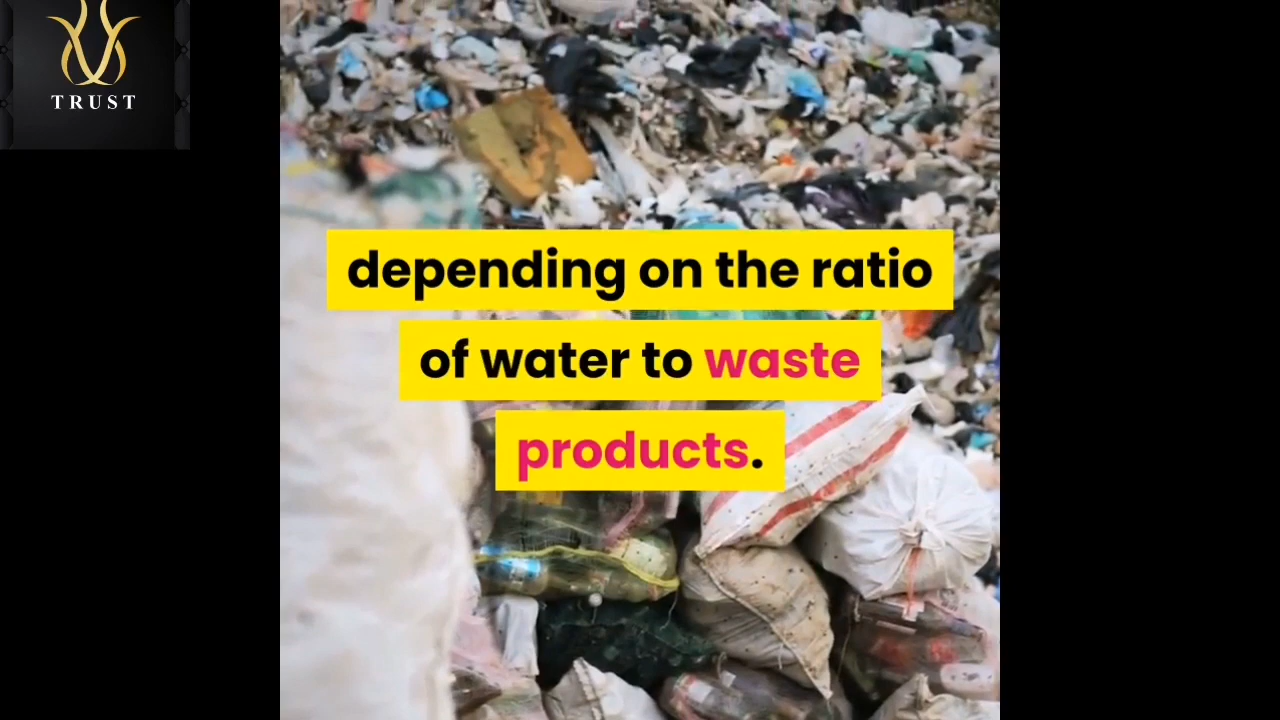 TRUST
depending on the ratio
of water to waste
products.